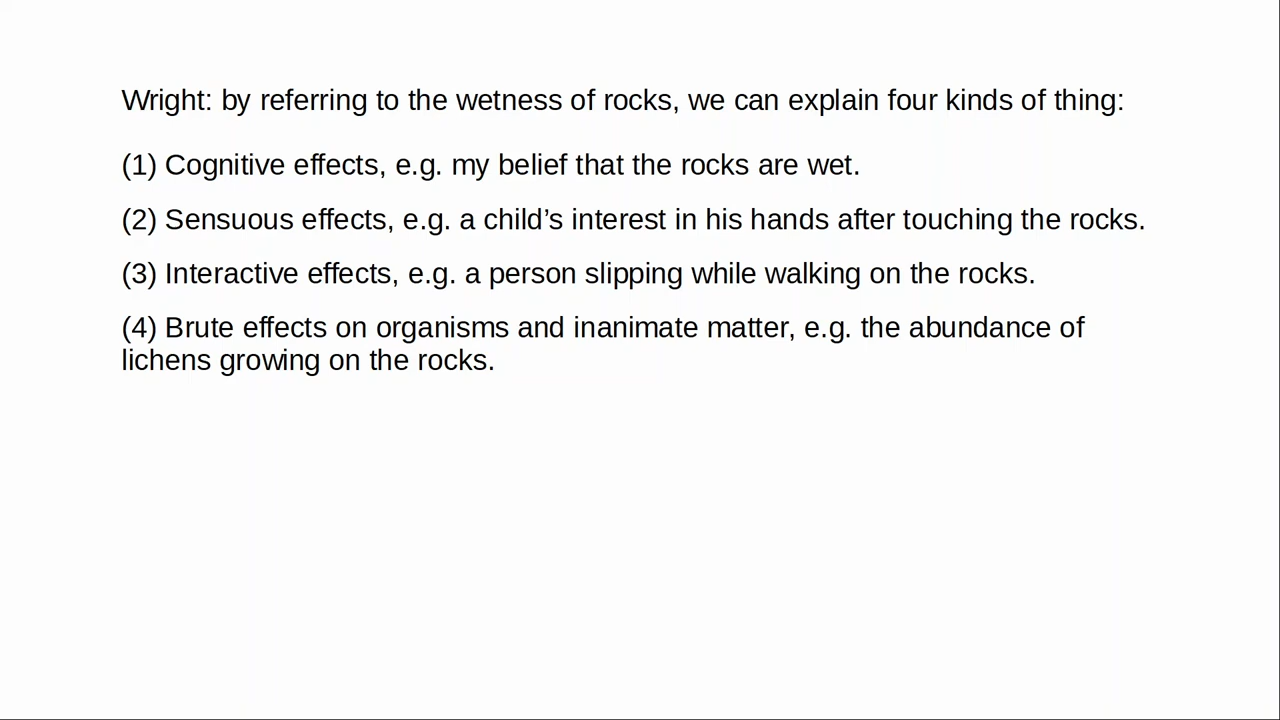 Wright: by referring to the wetness of rocks, we can explain four kinds of thing:
(1) Cognitive effects, e.g. my belief that the rocks are wet.
(2) Sensuous effects, e.g. a child’s interest in his hands after touching the rocks.
(3) Interactive effects, e.g. a person slipping while walking on the rocks.
(4) Brute effects on organisms and inanimate matter, e.g. the abundance of
lichens growing on the rocks.